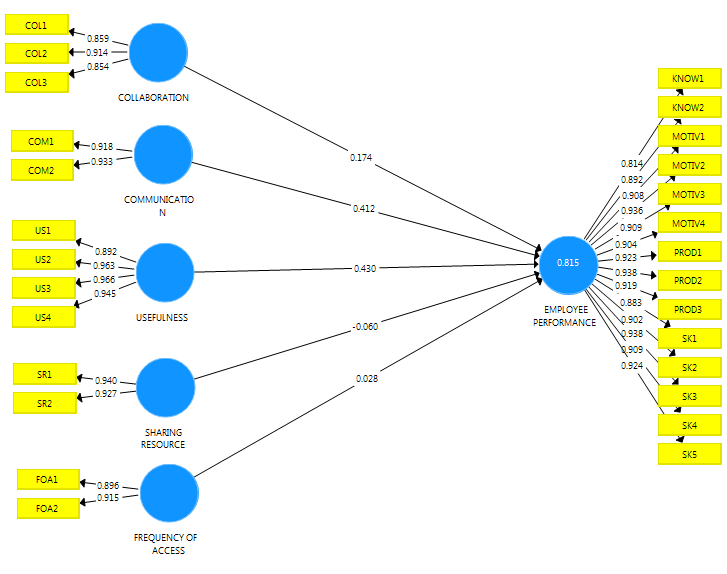 COL1
0.859
COL2
0.914
COL3
0.854
COLLABORATION
COM1
0.918
COM2
0.933
COMMUNICATIO
N
US1
0.892
US2
0.963
US3
0.966
US4
0.945
USEFULNESS
SR1
0.940
SR2
0.927
SHARING
RESOURCE
FOA1
0.896
FOA2
0.915
FREQUENCY OF
ACCESS
0.174
0.412
0.430
-0.060
0.028
0.815
EMPLOYEE
PERFORMANCE
0.814
0.892
0.908
0.936
0.909
0.904
0.923
0.938
0.919
0.883
0.902
0.938
0.909
0.924
KNOW1
KNOW2
MOTIV1
MOTIV2
MOTIV3
MOTIV4
PROD1
PROD2
PROD3
SK1
SK2
SK3
SK4
SK5